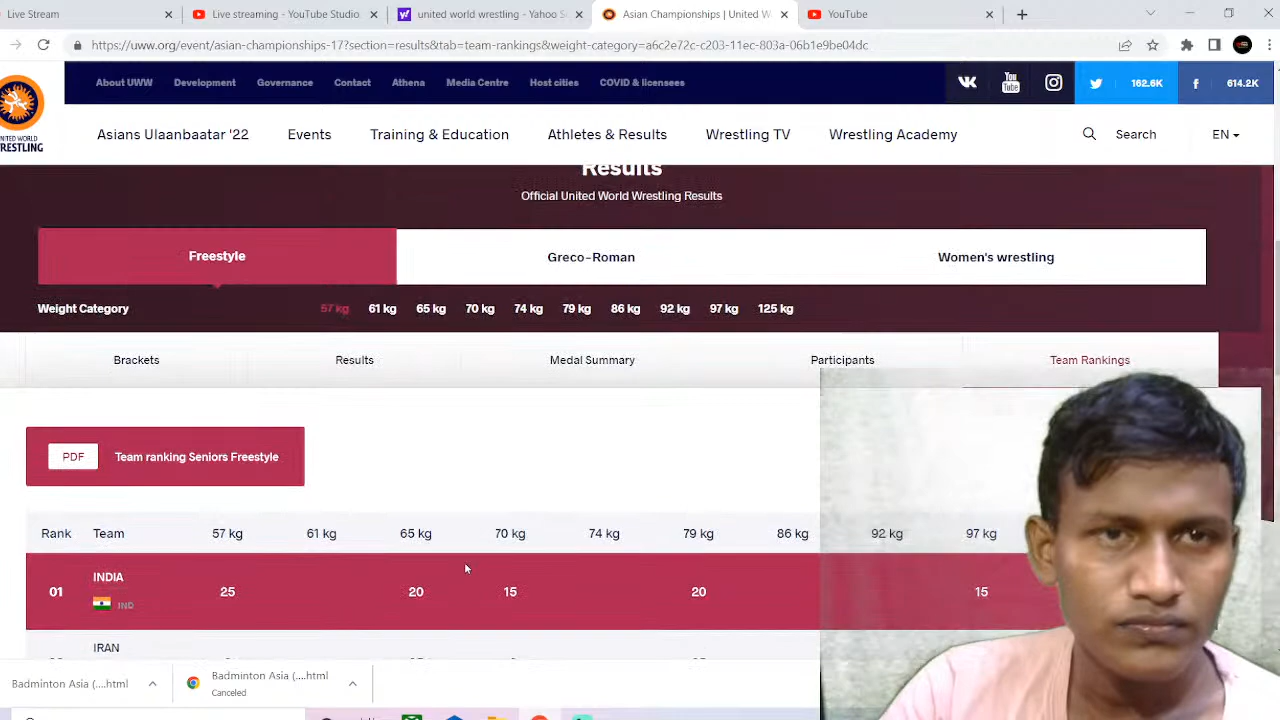 Live Stream
Live streaming - YouTube Studio
united world wrestling - Yahoo S
Asian Championships | United W
YouTube
https://uww.org/event/asian-championships-17?section=results&tab=team-rankings&weight-category=a6c2e72c-c203-11ec-803a-06b1e9be04dc
About UWW Development Governance Contact Athena Media Centre Host cities COVID & licensees
162.6K
614.2K
NITED WORLD
RESTLING
Asians Ulaanbaatar '22 Events Training & Education Athletes & Results Wrestling TV Wrestling Academy Search EN
Results
Official United World Wrestling Results
Freestyle Greco-Roman Women's wrestling
Weight Category 57 kg 61 kg 65 kg 70 kg 74 kg 79 kg 86 kg 92 kg 97 kg 125 kg
Brackets Results Medal Summary Participants Team Rankings
PDF Team ranking Seniors Freestyle
Rank Team 57 kg 61 kg 65 kg 70 kg 74 kg 79 kg 86 kg 92 kg 97 kg
INDIA
01 25 20 15 20 15
IND
IRAN
Badminton Asia (....html
Badminton Asia (....html
Canceled